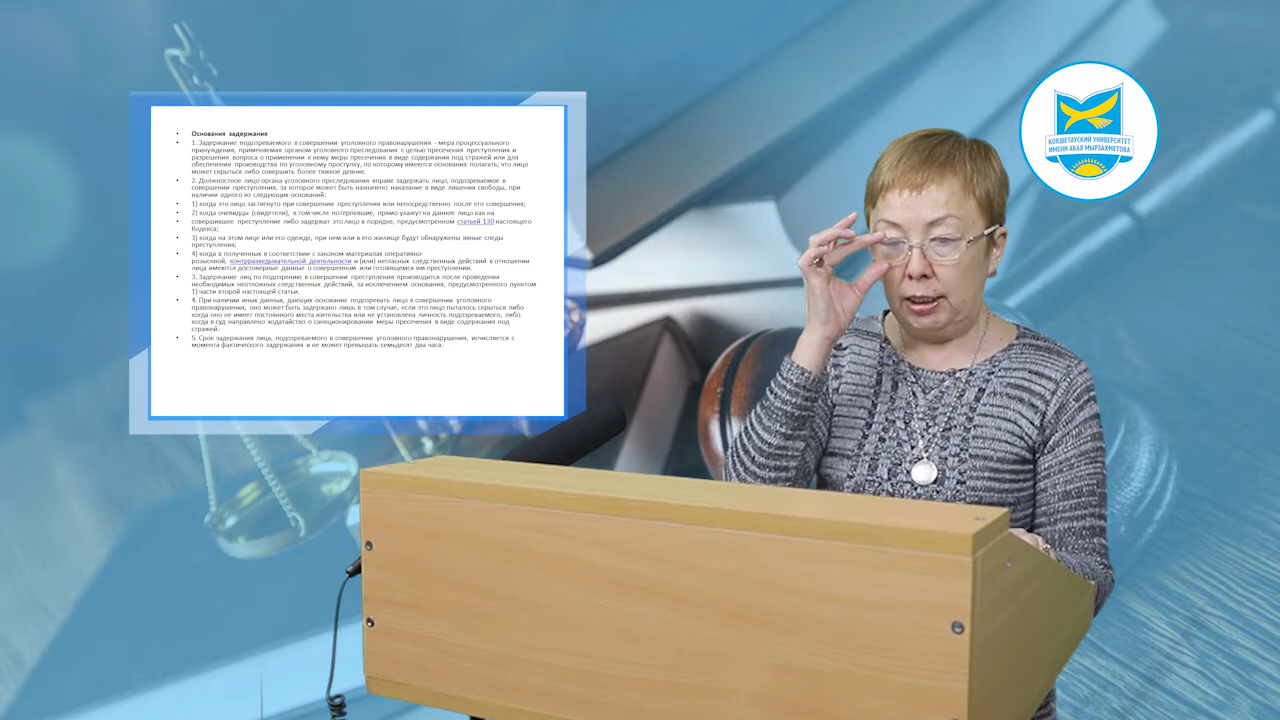 Основания задержания
1. Задержание подозреваемого в совершении уголовного правонарушения - мера процессуального
принуждения, применяемая органом уголовного преследования с целью пресечения преступления и
разрешения вопроса о применении к нему меры пресечения в виде содержания под стражей или для
обеспечения производства по уголовному проступку, по которому имеются основания полагать, что лицо
может скрыться либо совершить более тяжкое деяние.
2. Должностное лицо органа уголовного преследования вправе задержать лицо, подозреваемое в
совершении преступления, за которое может быть назначено наказание в виде лишения свободы, при
наличии одного из следующих оснований:
1) когда это лицо застигнуто при совершении преступления или непосредственно после его совершения;
2) когда очевидцы (свидетели), в том числе потерпевшие, прямо укажут на данное лицо как на
совершившее преступление либо задержат это лицо в порядке, предусмотренном статьей 130 настоящего
Кодекса;
3) когда на этом лице или его одежде, при нем или в его жилище будут обнаружены явные следы
преступления;
4) когда в полученных в соответствии с законом материалах оперативно-
розыскной, контрразведывательной деятельности и (или) негласных следственных действий в отношении
лица имеются достоверные данные о совершенном или готовящемся им преступлении.
3. Задержание лиц по подозрению в совершении преступления производится после проведения
необходимых неотложных следственных действий, за исключением основания, предусмотренного пунктом
1) части второй настоящей статьи.
4. При наличии иных данных, дающих основание подозревать лицо в совершении уголовного
правонарушения, оно может быть задержано лишь в том случае, если это лицо пыталось скрыться либо
когда оно не имеет постоянного места жительства или не установлена личность подозреваемого, либо
когда в суд направлено ходатайство о санкционировании меры пресечения в виде содержания под
стражей.
5. Срок задержания лица, подозреваемого в совершении уголовного правонарушения, исчисляется с
момента фактического задержания и не может превышать семьдесят два часа.
КОКШЕТАУСКИЙ УНИВЕРСИТЕТ
ИМЕНИ АБАЯ МЫРЗАХМЕТОВА